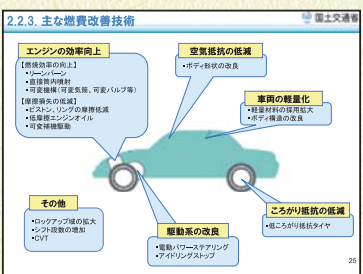 2.2.3. 主な燃費改善技術
国土交通省
エンジンの効率向上
【燃焼効率の向上】
・リーンバーン
・直接筒内噴射
・可変機構(可変気筒、可変バルブ等)
【摩擦損失の低減】
・ピストン、リングの摩擦低減
・低摩擦エンジンオイル
・可変補機駆動
空気抵抗の低減
・ボディ形状の改良
車両の軽量化
・軽量材料の採用拡大
・ボディ構造の改良
その他
・ロックアップ域の拡大
・シフト段数の増加
・CVT
駆動系の改良
・電動パワーステアリング
・アイドリングストップ
ころがり抵抗の低減
・低ころがり抵抗タイヤ
25